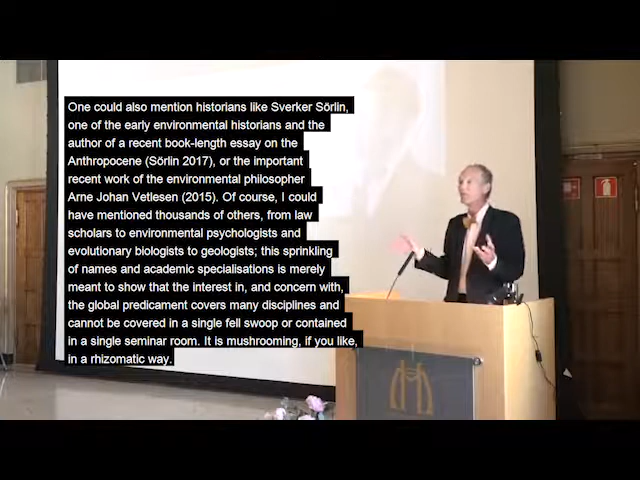 One could also mention historians like Sverker Sörlin,
one of the early environmental historians and the
author of a recent book-length essay on the
Anthropocene (Sörlin 2017), or the important
recent work of the environmental philosopher
Arne Johan Vetlesen (2015). Of course, I could
have mentioned thousands of others, from law
scholars to environmental psychologists and
evolutionary biologists to geologists; this sprinkling
of names and academic specialisations is merely
meant to show that the interest in, and concern with,
the global predicament covers many disciplines and
cannot be covered in a single fell swoop or contained
in a single seminar room. It is mushrooming, if you like,
in a rhizomatic way.